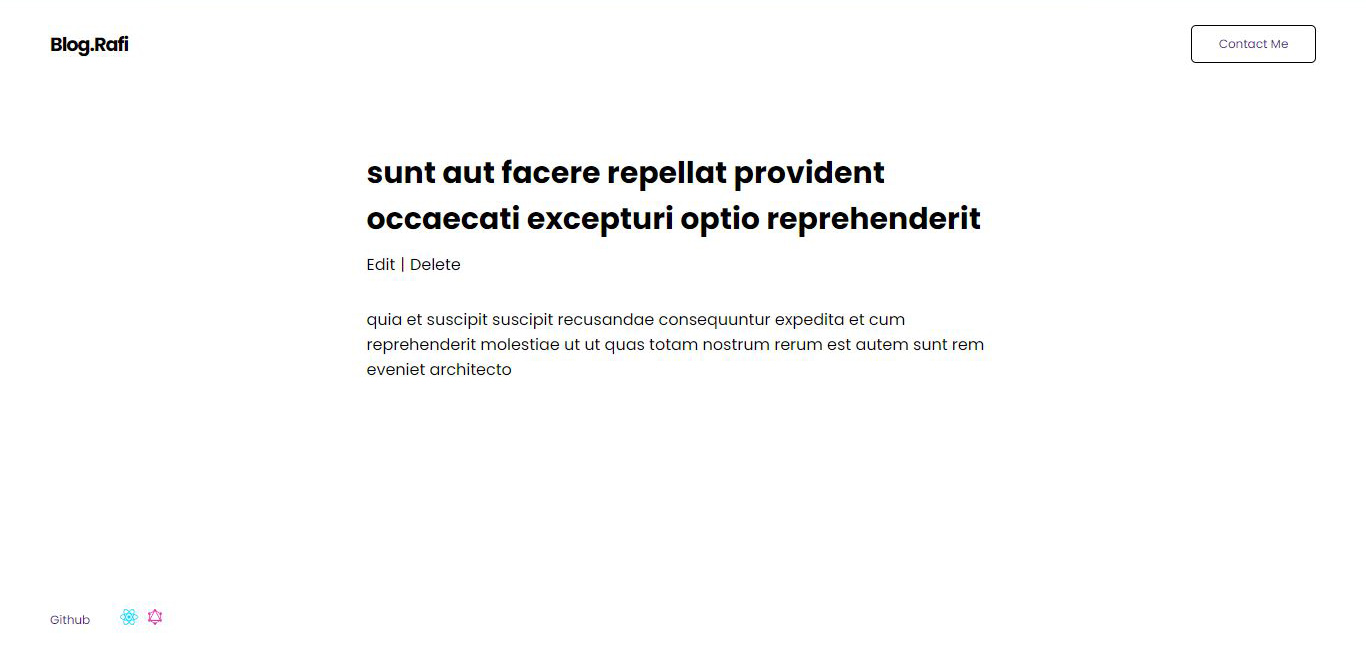 Blog.Rafi
Contact Me
sunt aut facere repellat provident
occaecati excepturi optio reprehenderit
Edit | Delete
quia et suscipit suscipit recusandae consequuntur expedita et cum
reprehenderit molestiae ut ut quas totam nostrum rerum est autem sunt rem
eveniet architecto
Github